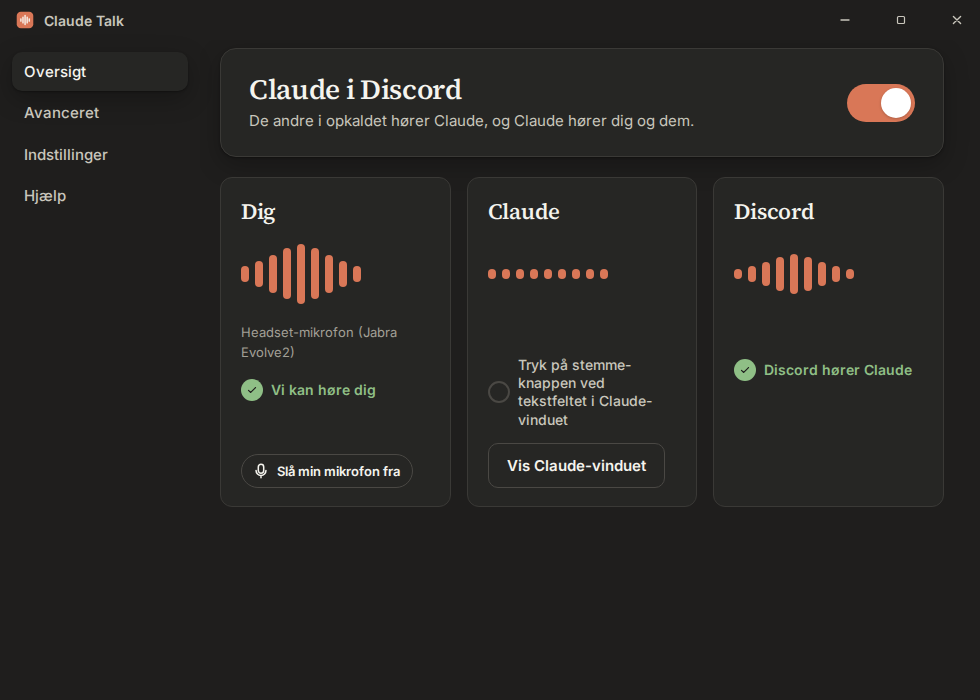 Claude Talk
Oversigt
Avanceret
Indstillinger
Hjælp
Claude i Discord
De andre i opkaldet hører Claude, og Claude hører dig og dem.
Dig
Headset-mikrofon (Jabra
Evolve2)
Vi kan høre dig
Slå min mikrofon fra
Claude
Tryk på stemme-
knappen ved
tekstfeltet i Claude-
vinduet
Vis Claude-vinduet
Discord
Discord hører Claude